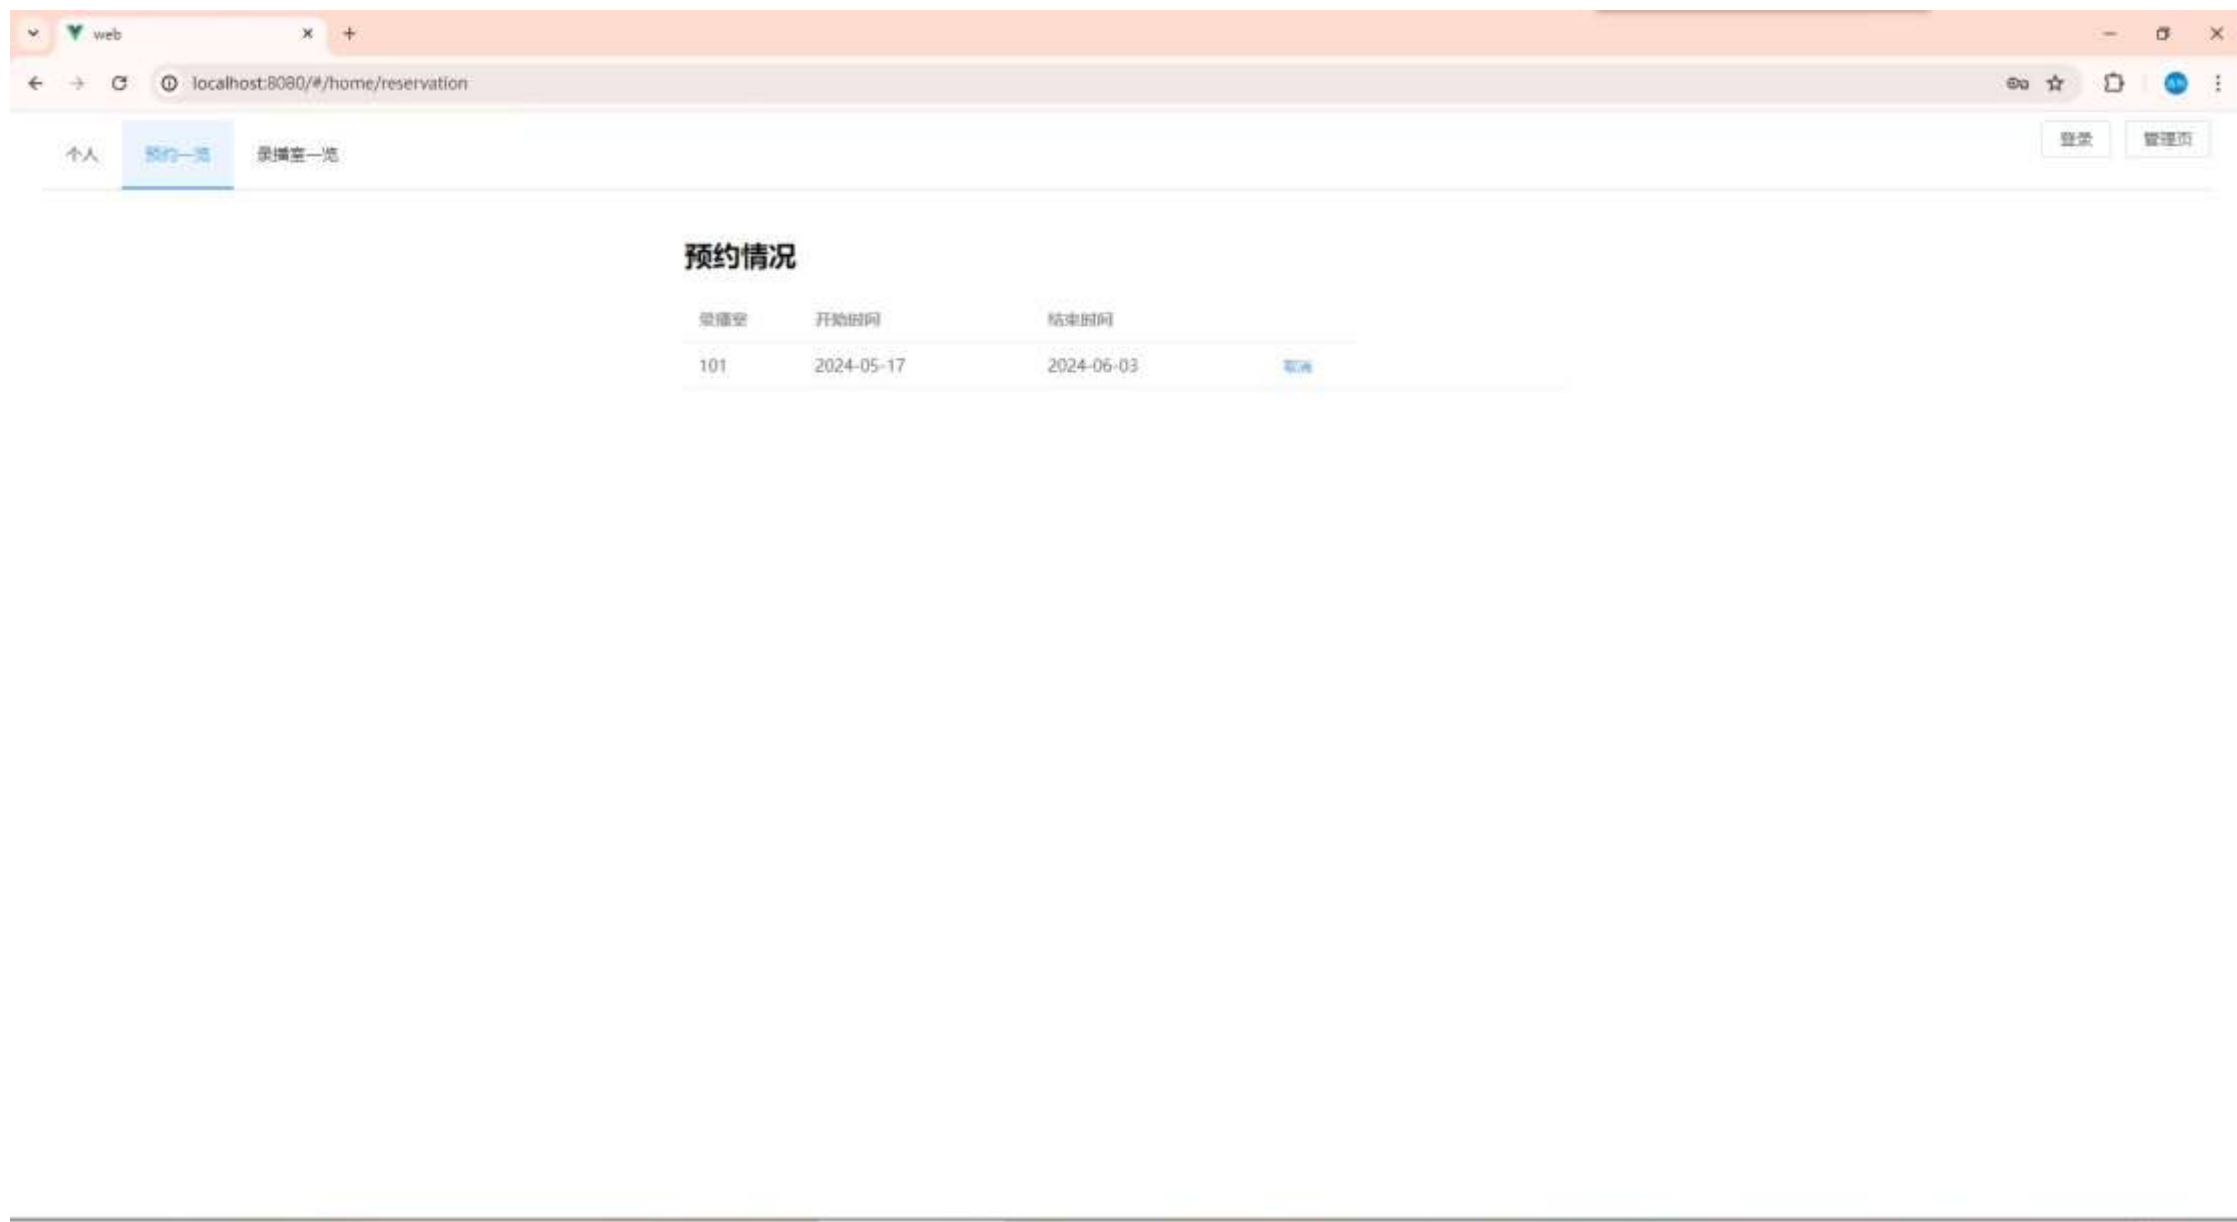 web
localhost:8080/#/home/reservation
个人 预约一览 录播室一览 登录 管理页
预约情况
录播室 开始时间 结束时间
101 2024-05-17 2024-06-03 取消